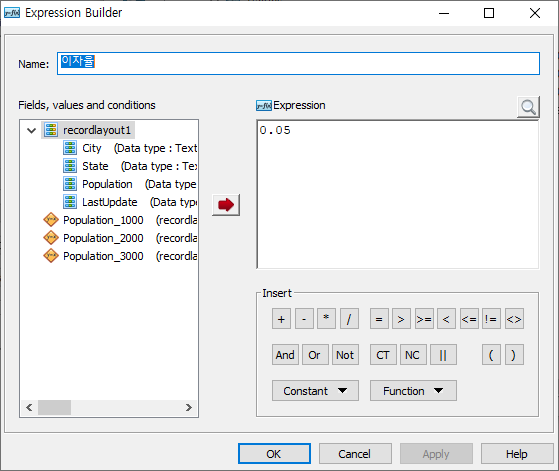 Expression Builder
Name: 이자율
Fields, values and conditions
recordlayout1
City (Data type : Text
State (Data type : Text
Population (Data type
LastUpdate (Data type
Population_1000 (recordla
Population_2000 (recordla
Population_3000 (recordla
Expression
0.05
Insert
+ - * / = > >= < <= != <>
And Or Not CT NC || ( )
Constant Function
OK Cancel Apply Help